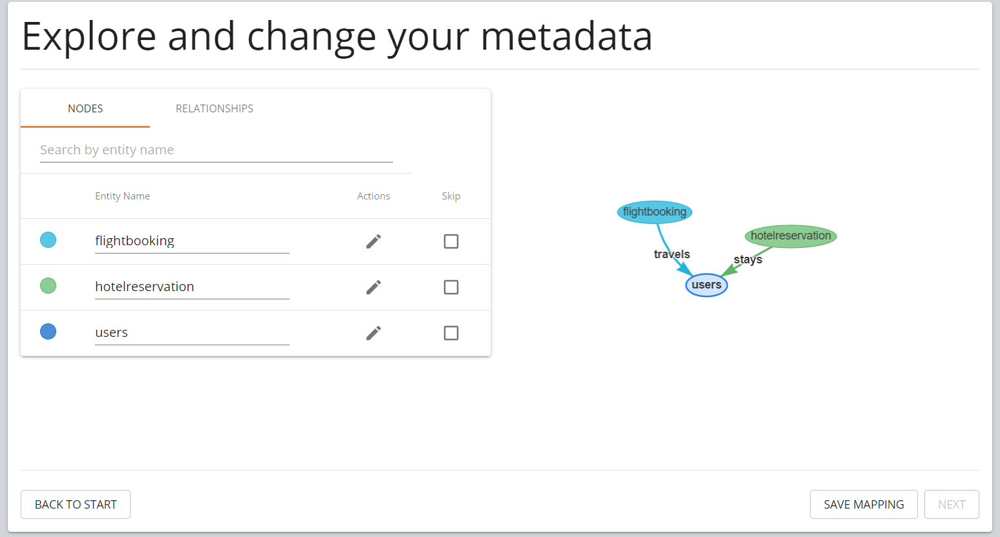 Explore and change your metadata
NODES RELATIONSHIPS
Search by entity name
Entity Name Actions Skip
flightbooking
hotelreservation
users
flightbooking
hotelreservation
travels
stays
users
BACK TO START SAVE MAPPING NEXT